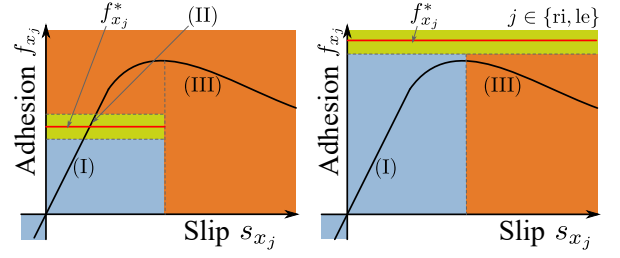 f*_{x_j} (II)
(III)
(I)
Adhesion f_{x_j}
Slip s_{x_j}
f*_{x_j} j ∈ {ri, le}
(III)
(I)
Adhesion f_{x_j}
Slip s_{x_j}